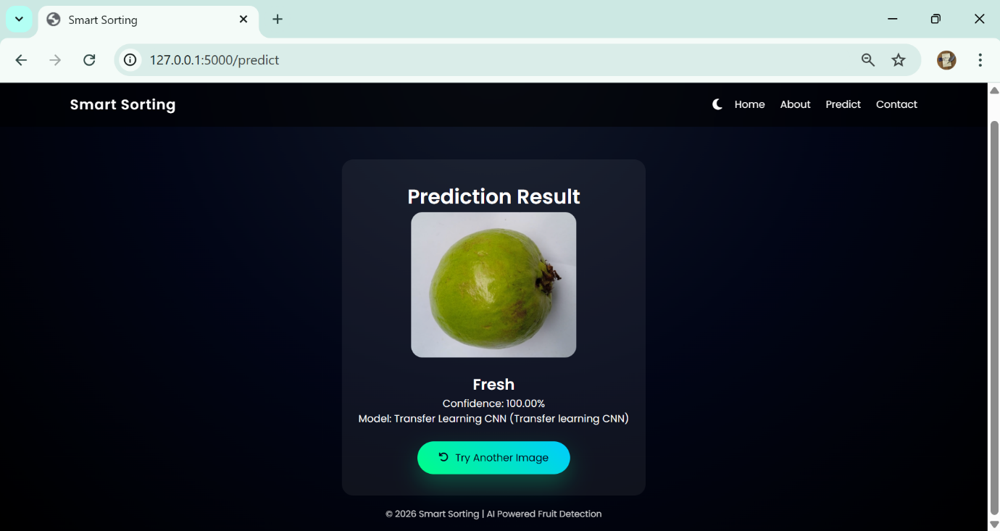 Smart Sorting
127.0.0.1:5000/predict
Smart Sorting
Home About Predict Contact
Prediction Result
Fresh
Confidence: 100.00%
Model: Transfer Learning CNN (Transfer learning CNN)
Try Another Image
© 2026 Smart Sorting | AI Powered Fruit Detection